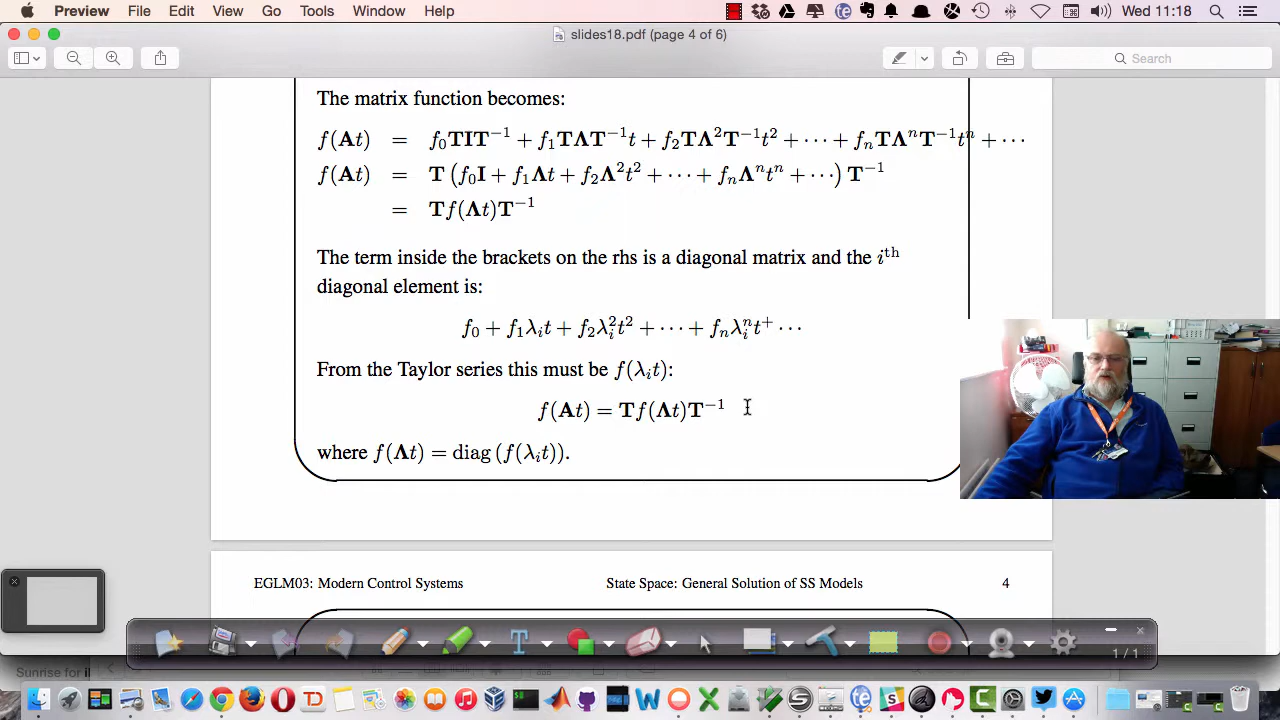 Preview File Edit View Go Tools Window Help Wed 11:18
slides18.pdf (page 4 of 6)
Search
The matrix function becomes:
f(At) = f₀TIT⁻¹ + f₁TΛT⁻¹t + f₂TΛ²T⁻¹t² + ⋯ + fₙTΛⁿT⁻¹tⁿ + ⋯
f(At) = T (f₀I + f₁Λt + f₂Λ²t² + ⋯ + fₙΛⁿtⁿ + ⋯) T⁻¹
= Tf(Λt)T⁻¹
The term inside the brackets on the rhs is a diagonal matrix and the iᵗʰ
diagonal element is:
f₀ + f₁λᵢt + f₂λᵢ²t² + ⋯ + fₙλᵢⁿt⁺ ⋯
From the Taylor series this must be f(λᵢt):
f(At) = Tf(Λt)T⁻¹
where f(Λt) = diag (f(λᵢt)).
EGLM03: Modern Control Systems State Space: General Solution of SS Models 4
1 / 1
Sunrise for i